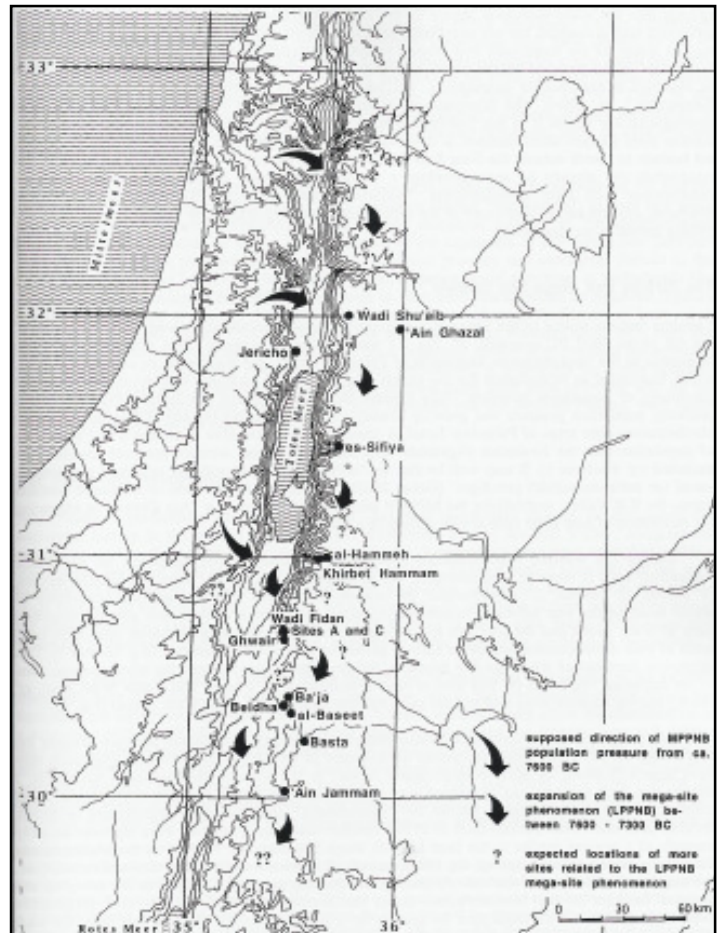 33°
Mittelmeer
32°
Wadi Shu'eib
'Ain Ghazal
Jericho
Totes Meer
es-Sifiya
31°
al-Hammeh
Khirbet Hammam
??
?
Wadi Fidan
Sites A and C
Ghwair
Ba'ja
Beidha
al-Baseet
Basta
30
'Ain Jammam
??
supposed direction of MPPNB
population pressure from ca.
7600 BC
expansion of the mega-site
phenomenon (LPPNB) be-
tween 7600 - 7300 BC
? expected locations of more
sites related to the LPPNB
mega-site phenomenon
0 30 60 km
Rotes Meer
35°
36